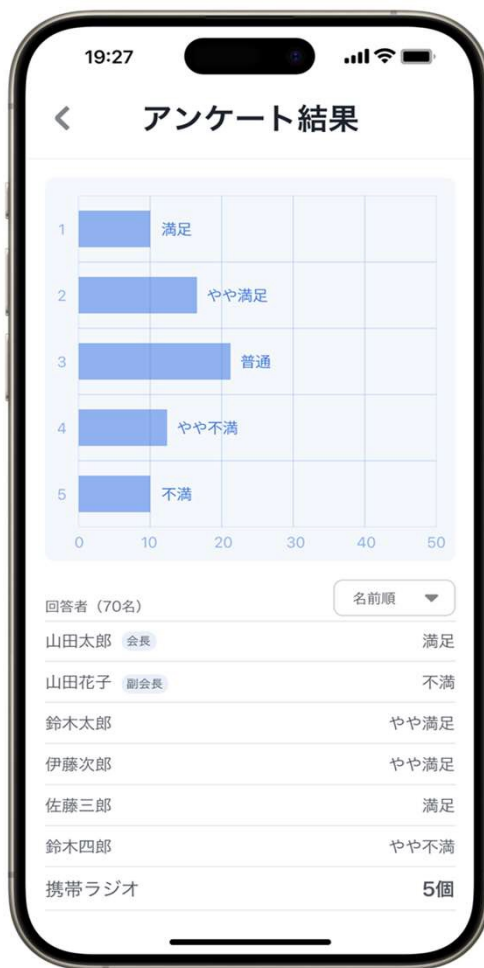 19:27
アンケート結果
1 満足
2 やや満足
3 普通
4 やや不満
5 不満
0 10 20 30 40 50
回答者（70名） 名前順
山田太郎 会長 満足
山田花子 副会長 不満
鈴木太郎 やや満足
伊藤次郎 やや満足
佐藤三郎 満足
鈴木四郎 やや不満
携帯ラジオ 5個